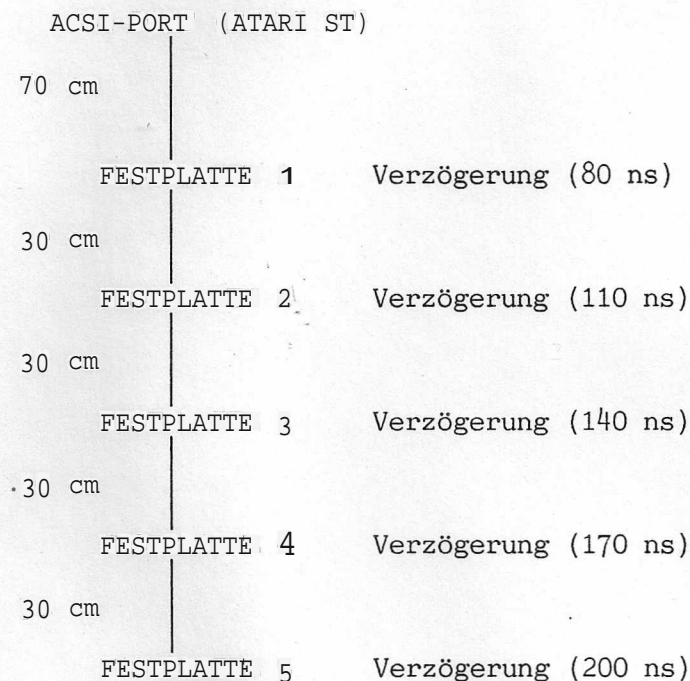 ACSI-PORT (ATARI ST)
70 cm
FESTPLATTE 1 Verzögerung (80 ns)
30 cm
FESTPLATTE 2 Verzögerung (110 ns)
30 cm
FESTPLATTE 3 Verzögerung (140 ns)
30 cm
FESTPLATTE 4 Verzögerung (170 ns)
30 cm
FESTPLATTE 5 Verzögerung (200 ns)